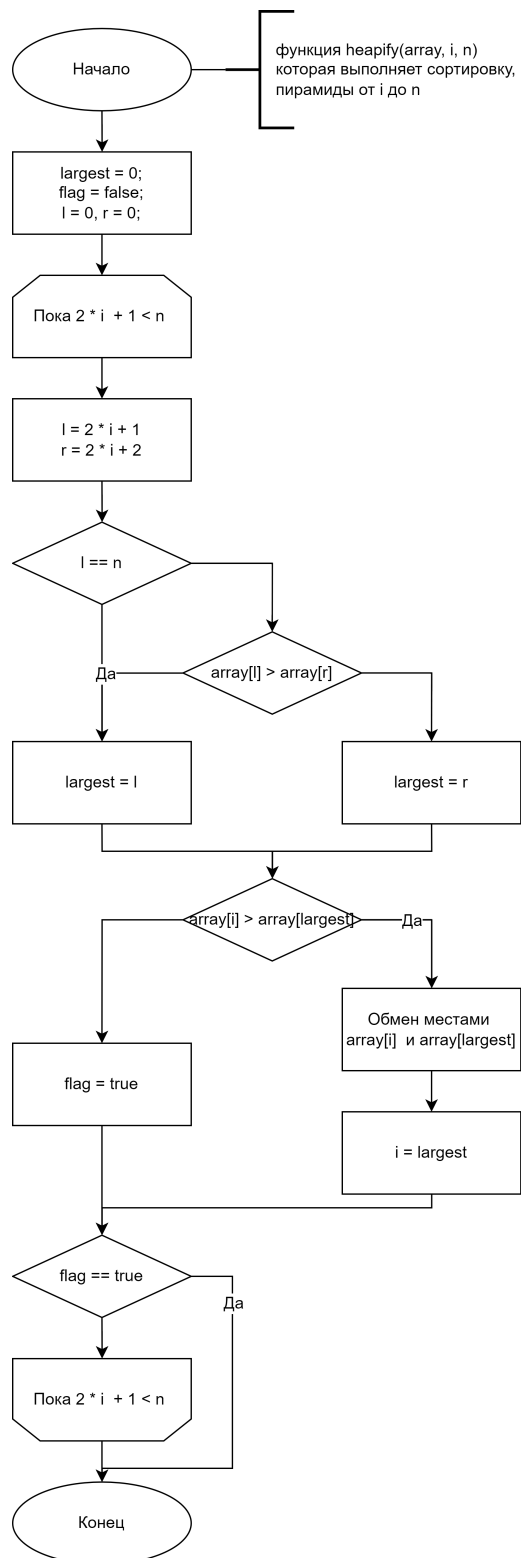 Начало
функция heapify(array, i, n)
которая выполняет сортировку,
пирамиды от i до n
largest = 0;
flag = false;
l = 0, r = 0;
Пока 2 * i  + 1 < n
l = 2 * i + 1
r = 2 * i + 2
l == n
Да
array[l] > array[r]
largest = l
largest = r
array[i] > array[largest]
Да
Обмен местами
array[i]  и array[largest]
flag = true
i = largest
flag == true
Да
Пока 2 * i  + 1 < n
Конец